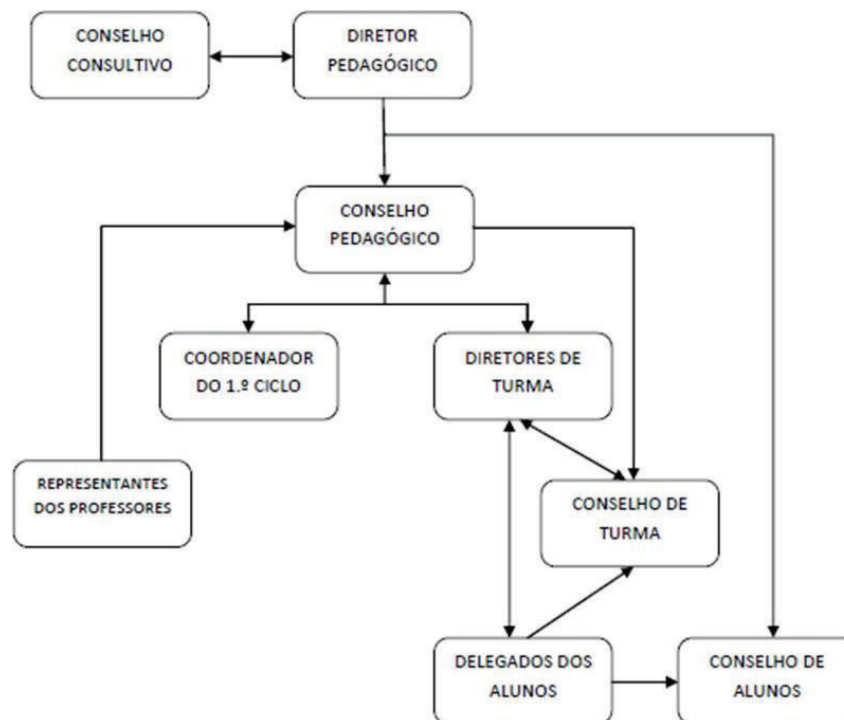 CONSELHO
CONSULTIVO
DIRETOR
PEDAGÓGICO
CONSELHO
PEDAGÓGICO
COORDENADOR
DO 1.º CICLO
DIRETORES DE
TURMA
REPRESENTANTES
DOS PROFESSORES
CONSELHO DE
TURMA
DELEGADOS DOS
ALUNOS
CONSELHO DE
ALUNOS